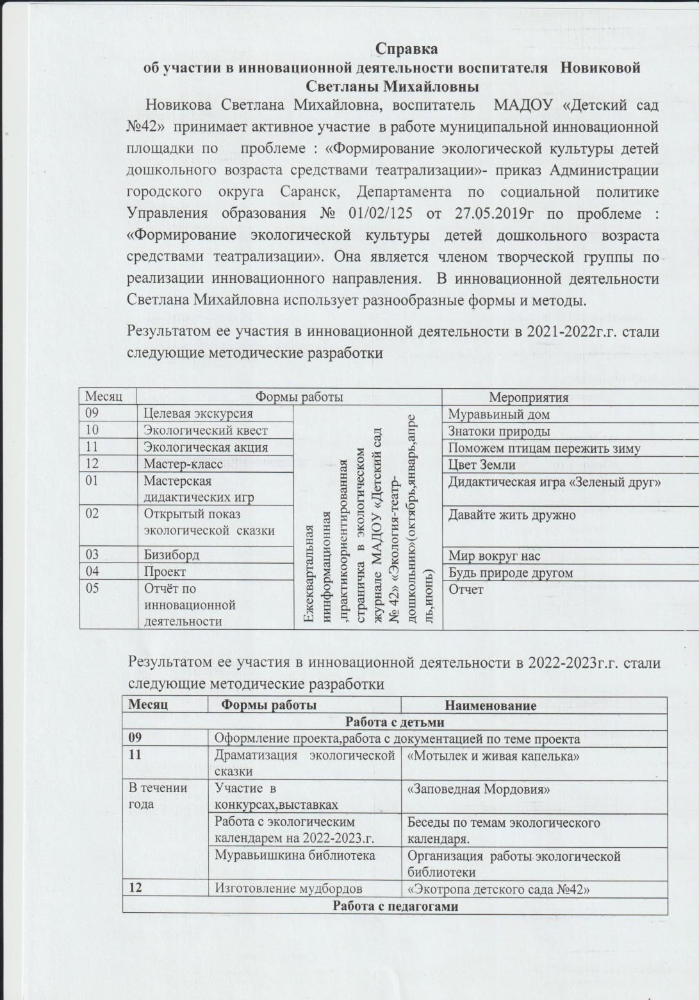 Справка
об участии в инновационной деятельности воспитателя Новиковой
Светланы Михайловны
Новикова Светлана Михайловна, воспитатель МАДОУ «Детский сад
№42» принимает активное участие в работе муниципальной инновационной
площадки по проблеме : «Формирование экологической культуры детей
дошкольного возраста средствами театрализации»- приказ Администрации
городского округа Саранск, Департамента по социальной политике
Управления образования № 01/02/125 от 27.05.2019г по проблеме :
«Формирование экологической культуры детей дошкольного возраста
средствами театрализации». Она является членом творческой группы по
реализации инновационного направления. В инновационной деятельности
Светлана Михайловна использует разнообразные формы и методы.
Результатом ее участия в инновационной деятельности в 2021-2022г.г. стали
следующие методические разработки
Месяц Формы работы Мероприятия
09 Целевая экскурсия Муравьиный дом
10 Экологический квест Знатоки природы
11 Экологическая акция Поможем птицам пережить зиму
12 Мастер-класс Цвет Земли
01 Мастерская Дидактическая игра «Зеленый друг»
дидактических игр
02 Открытый показ Давайте жить дружно
экологической сказки
03 Бизиборд Мир вокруг нас
04 Проект Будь природе другом
05 Отчёт по Отчет
инновационной
деятельности
Ежеквартальная
иинформационная
,практикоориентированная
страничка в экологическом
журнале МАДОУ «Детский сад
№ 42» «Экология-театр-
дошкольник»(октябрь,январь,апре
ль,июнь)
Результатом ее участия в инновационной деятельности в 2022-2023г.г. стали
следующие методические разработки
Месяц Формы работы Наименование
Работа с детьми
09 Оформление проекта,работа с документацией по теме проекта
11 Драматизация экологической «Мотылек и живая капелька»
сказки
В течении Участие в «Заповедная Мордовия»
года конкурсах,выставках
Работа с экологическим Беседы по темам экологического
календарем на 2022-2023.г. календаря.
Муравьишкина библиотека Организация работы экологической
библиотеки
12 Изготовление мудбордов «Экотропа детского сада №42»
Работа с педагогами